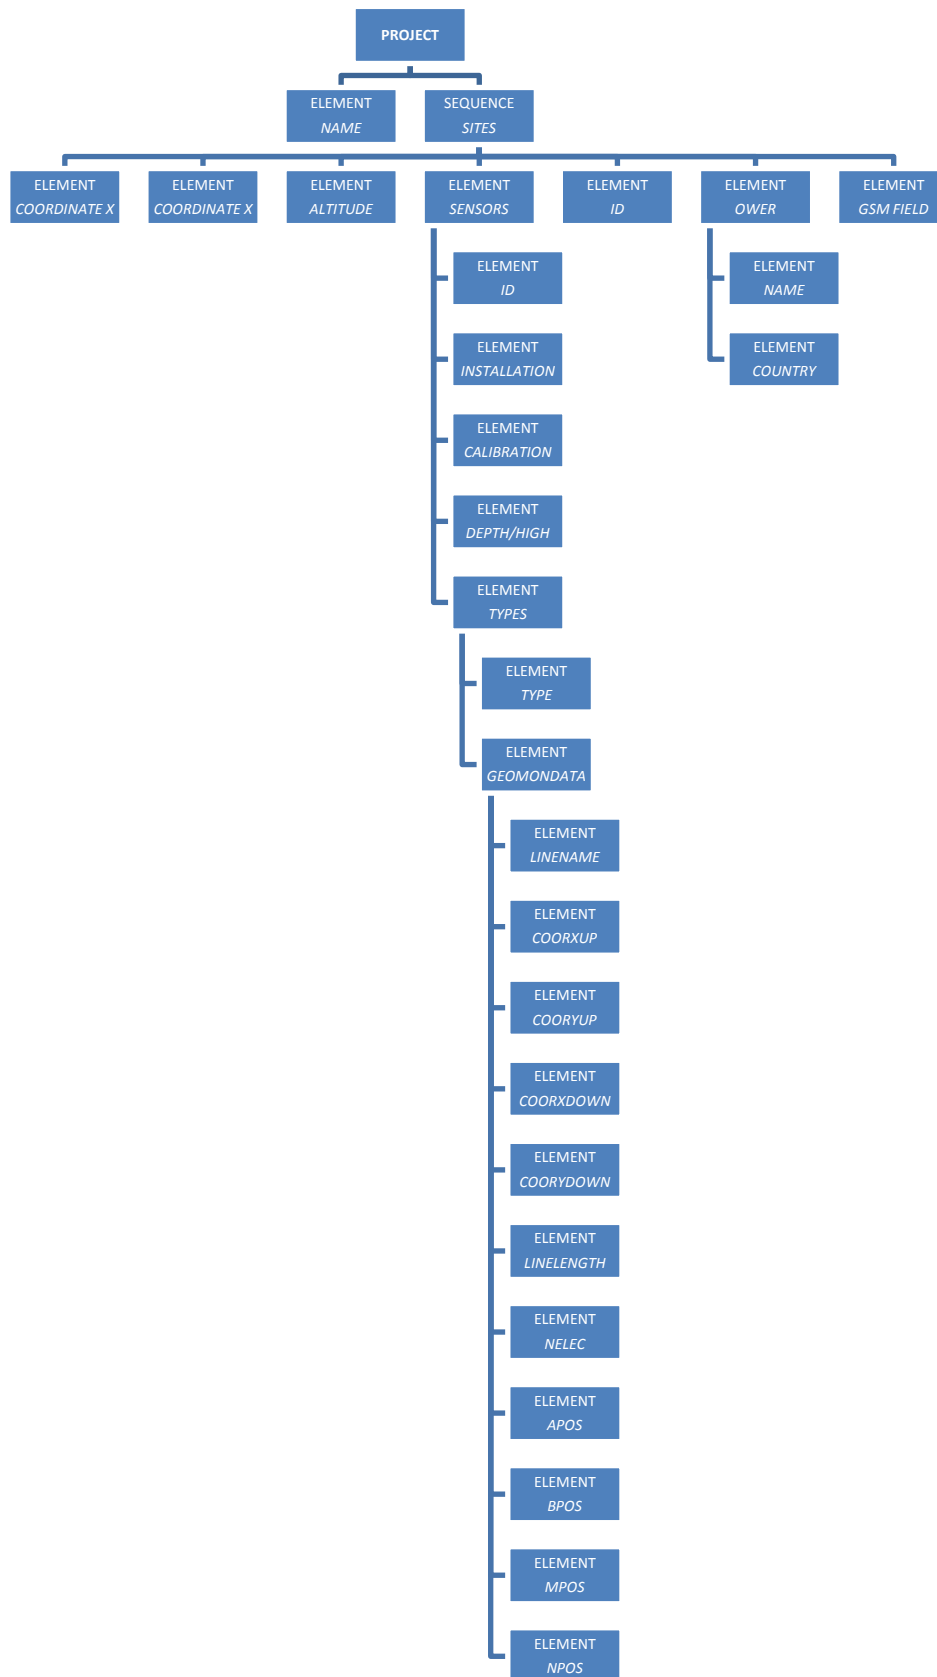 PROJECT
ELEMENT
NAME
SEQUENCE
SITES
ELEMENT
COORDINATE X
ELEMENT
COORDINATE X
ELEMENT
ALTITUDE
ELEMENT
SENSORS
ELEMENT
ID
ELEMENT
OWER
ELEMENT
GSM FIELD
ELEMENT
ID
ELEMENT
INSTALLATION
ELEMENT
CALIBRATION
ELEMENT
DEPTH/HIGH
ELEMENT
TYPES
ELEMENT
TYPE
ELEMENT
GEOMONDATA
ELEMENT
LINENAME
ELEMENT
COORXUP
ELEMENT
COORYUP
ELEMENT
COORXDOWN
ELEMENT
COORYDOWN
ELEMENT
LINELENGTH
ELEMENT
NELEC
ELEMENT
APOS
ELEMENT
BPOS
ELEMENT
MPOS
ELEMENT
NPOS
ELEMENT
NAME
ELEMENT
COUNTRY